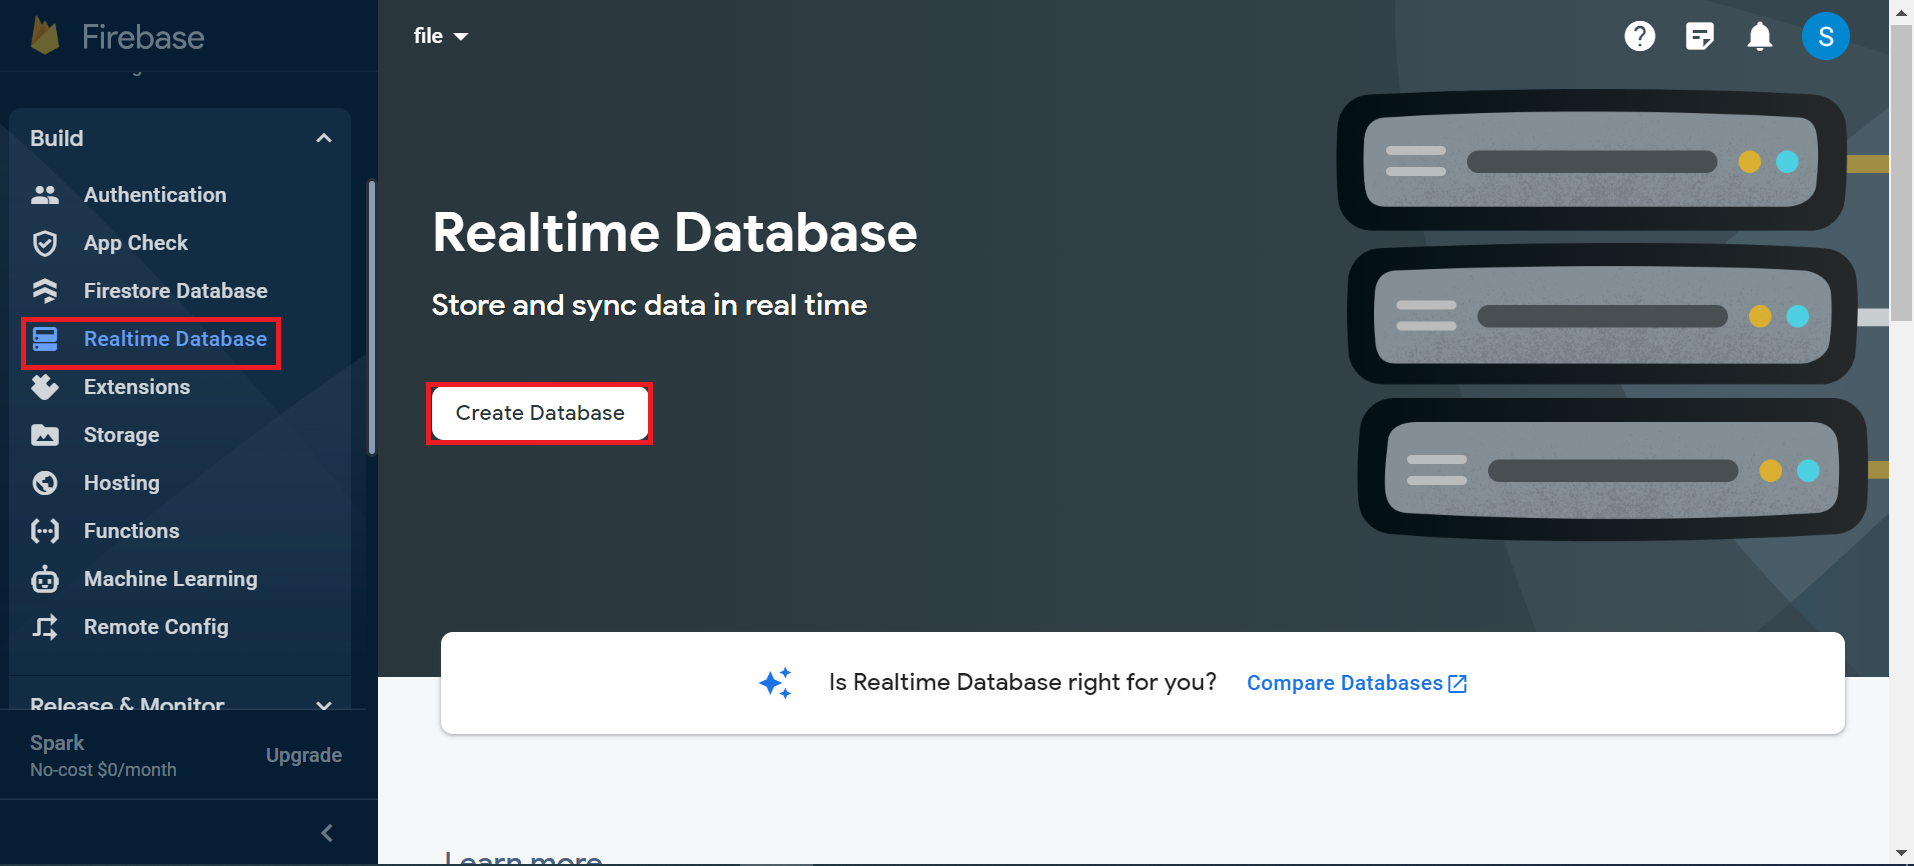 Firebase
Build
Authentication
App Check
Firestore Database
Realtime Database
Extensions
Storage
Hosting
Functions
Machine Learning
Remote Config
Release & Monitor
Spark
No-cost $0/month
Upgrade
file
S
Realtime Database
Store and sync data in real time
Create Database
Is Realtime Database right for you? Compare Databases
Learn more